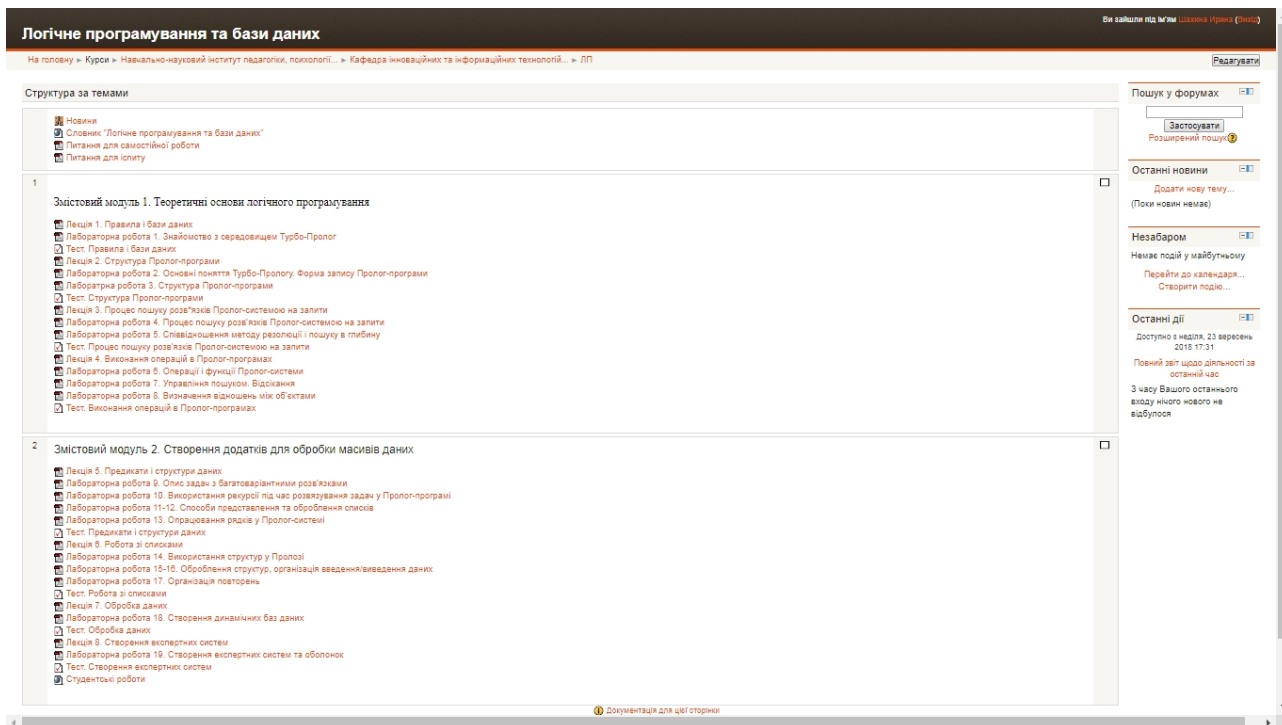 Ви зайшли під ім'ям Шахина Ирина (Вихід)
Логічне програмування та бази даних
На головну ► Курси ► Навчально-науковий інститут педагогіки, психології... ► Кафедра інноваційних та інформаційних технологій... ► ЛП
Редагувати
Структура за темами
Новини
Словник "Логічне програмування та бази даних"
Питання для самостійної роботи
Питання для іспиту
1
Змістовий модуль 1. Теоретичні основи логічного програмування
Лекція 1. Правила і бази даних
Лабораторна робота 1. Знайомство з середовищем Турбо-Пролог
Тест. Правила і бази даних
Лекція 2. Структура Пролог-програми
Лабораторна робота 2. Основні поняття Турбо-Прологу. Форма запису Пролог-програми
Лабораторна робота 3. Структура Пролог-програми
Тест. Структура Пролог-програми
Лекція 3. Процес пошуку розв*язків Пролог-системою на запити
Лабораторна робота 4. Процес пошуку розв'язків Пролог-системою на запити
Лабораторна робота 5. Співвідношення методу резолюції і пошуку в глибину
Тест. Процес пошуку розв'язків Пролог-системою на запити
Лекція 4. Виконання операцій в Пролог-програмах
Лабораторна робота 6. Операції і функції Пролог-системи
Лабораторна робота 7. Управління пошуком. Відсікання
Лабораторна робота 8. Визначення відношень між об'єктами
Тест. Виконання операцій в Пролог-програмах
2
Змістовий модуль 2. Створення додатків для обробки масивів даних
Лекція 5. Предикати і структури даних
Лабораторна робота 9. Опис задач з багатоваріантними розв'язками
Лабораторна робота 10. Використання рекурсії під час розвязування задач у Пролог-програмі
Лабораторна робота 11-12. Способи представлення та оброблення списків
Лабораторна робота 13. Опрацювання рядків у Пролог-системі
Тест. Предикати і структури даних
Лекція 6. Робота зі списками
Лабораторна робота 14. Використання структур у Пролозі
Лабораторна робота 15-16. Оброблення структур, організація введення/виведення даних
Лабораторна робота 17. Організація повторень
Тест. Робота зі списками
Лекція 7. Обробка даних
Лабораторна робота 18. Створення динамічних баз даних
Тест. Обробка даних
Лекція 8. Створення експертних систем
Лабораторна робота 19. Створення експертних систем та оболонок
Тест. Створення експертних систем
Студентські роботи
Пошук у форумах
Застосувати
Розширений пошук
Останні новини
Додати нову тему...
(Поки новин немає)
Незабаром
Немає подій у майбутньому
Перейти до календаря...
Створити подію...
Останні дії
Доступно з неділя, 23 вересень
2018 17:31
Повний звіт щодо діяльності за
останній час
З часу Вашого останнього
входу нічого нового не
відбулося
Документація для цієї сторінки